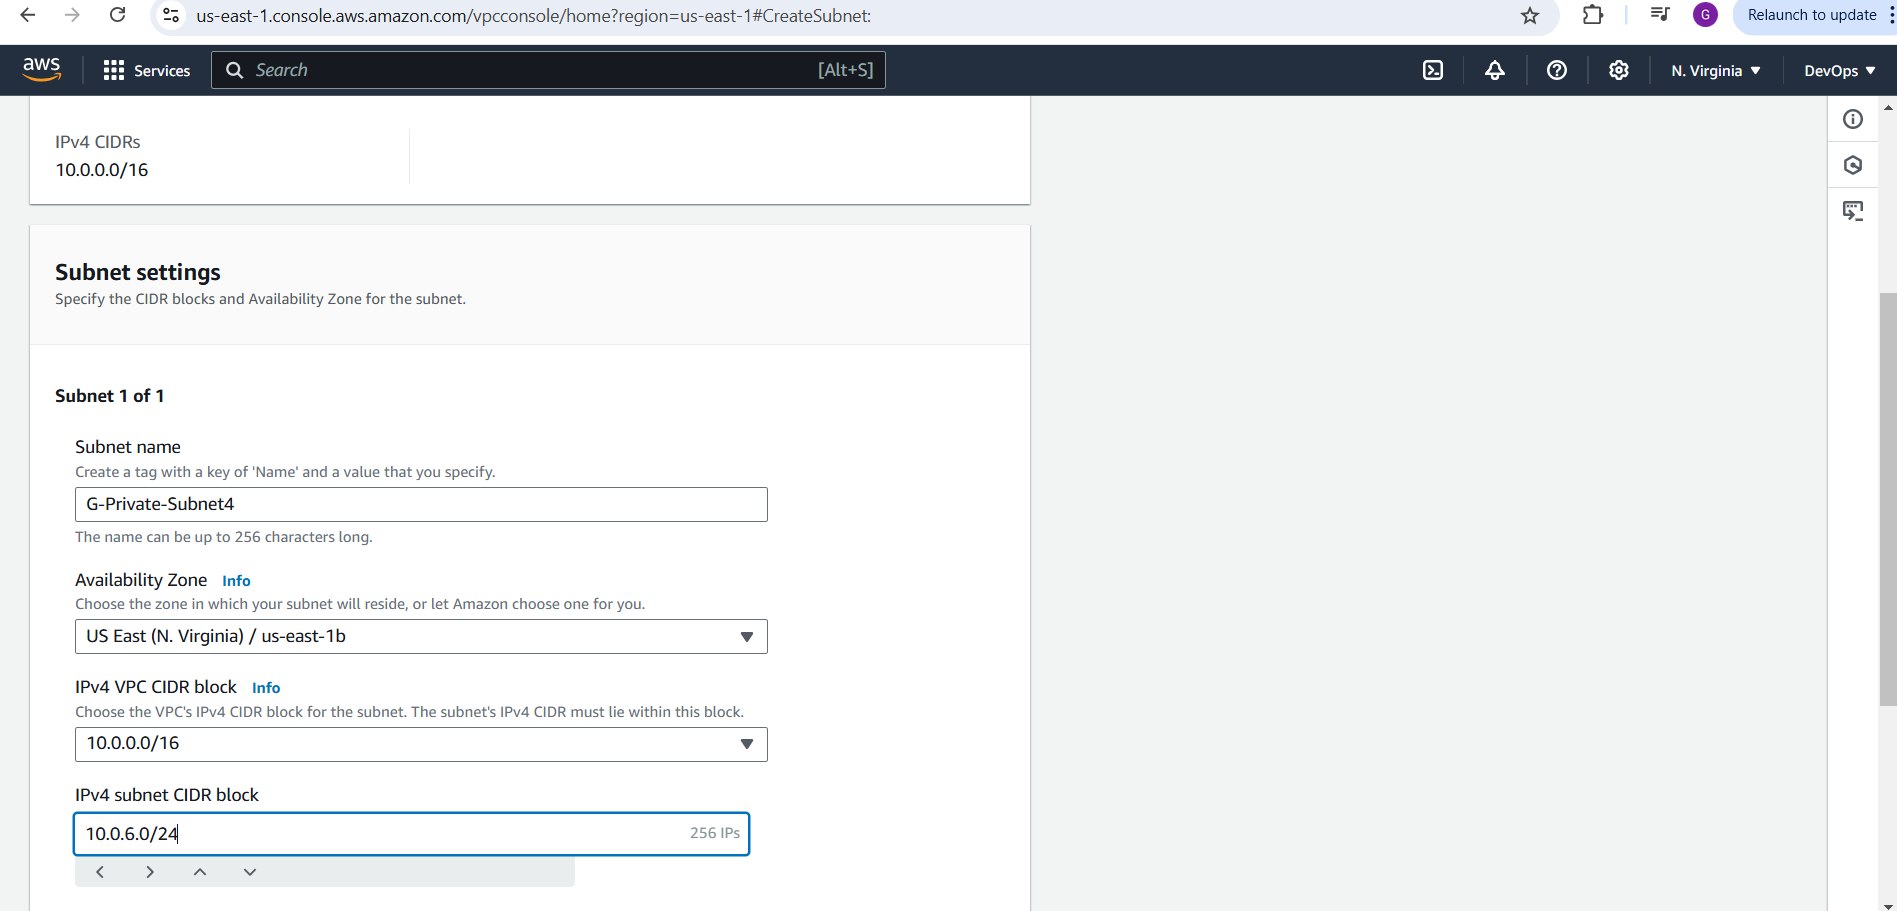 us-east-1.console.aws.amazon.com/vpcconsole/home?region=us-east-1#CreateSubnet:
G
Relaunch to update
aws
Services
Search
[Alt+S]
N. Virginia
DevOps
IPv4 CIDRs
10.0.0.0/16
Subnet settings
Specify the CIDR blocks and Availability Zone for the subnet.
Subnet 1 of 1
Subnet name
Create a tag with a key of 'Name' and a value that you specify.
G-Private-Subnet4
The name can be up to 256 characters long.
Availability Zone Info
Choose the zone in which your subnet will reside, or let Amazon choose one for you.
US East (N. Virginia) / us-east-1b
IPv4 VPC CIDR block Info
Choose the VPC's IPv4 CIDR block for the subnet. The subnet's IPv4 CIDR must lie within this block.
10.0.0.0/16
IPv4 subnet CIDR block
10.0.6.0/24
256 IPs